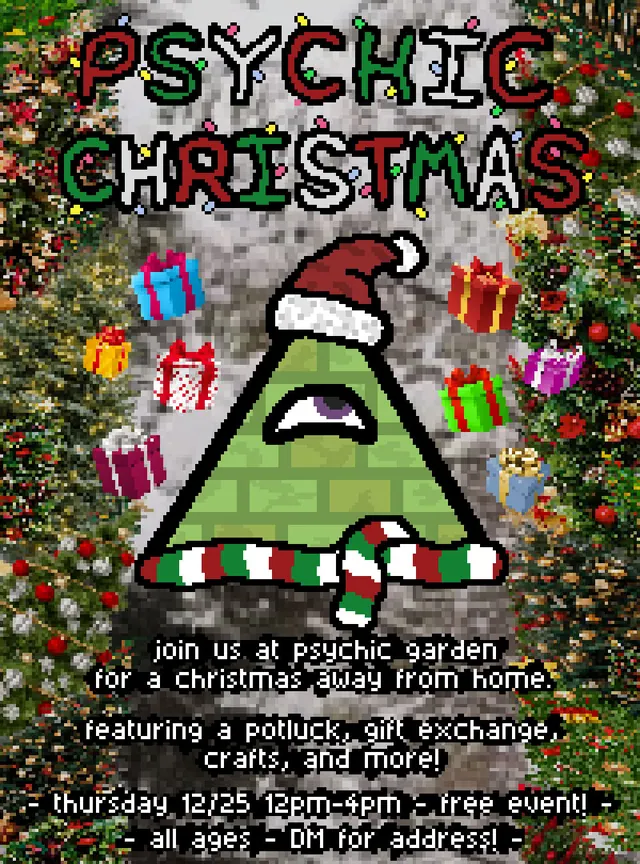 PSYCHIC
CHRISTMAS
join us at psychic garden
for a christmas away from home.
featuring a potluck, gift exchange,
crafts, and more!
- thursday 12/25 12pm-4pm - free event! -
- all ages - DM for address! -